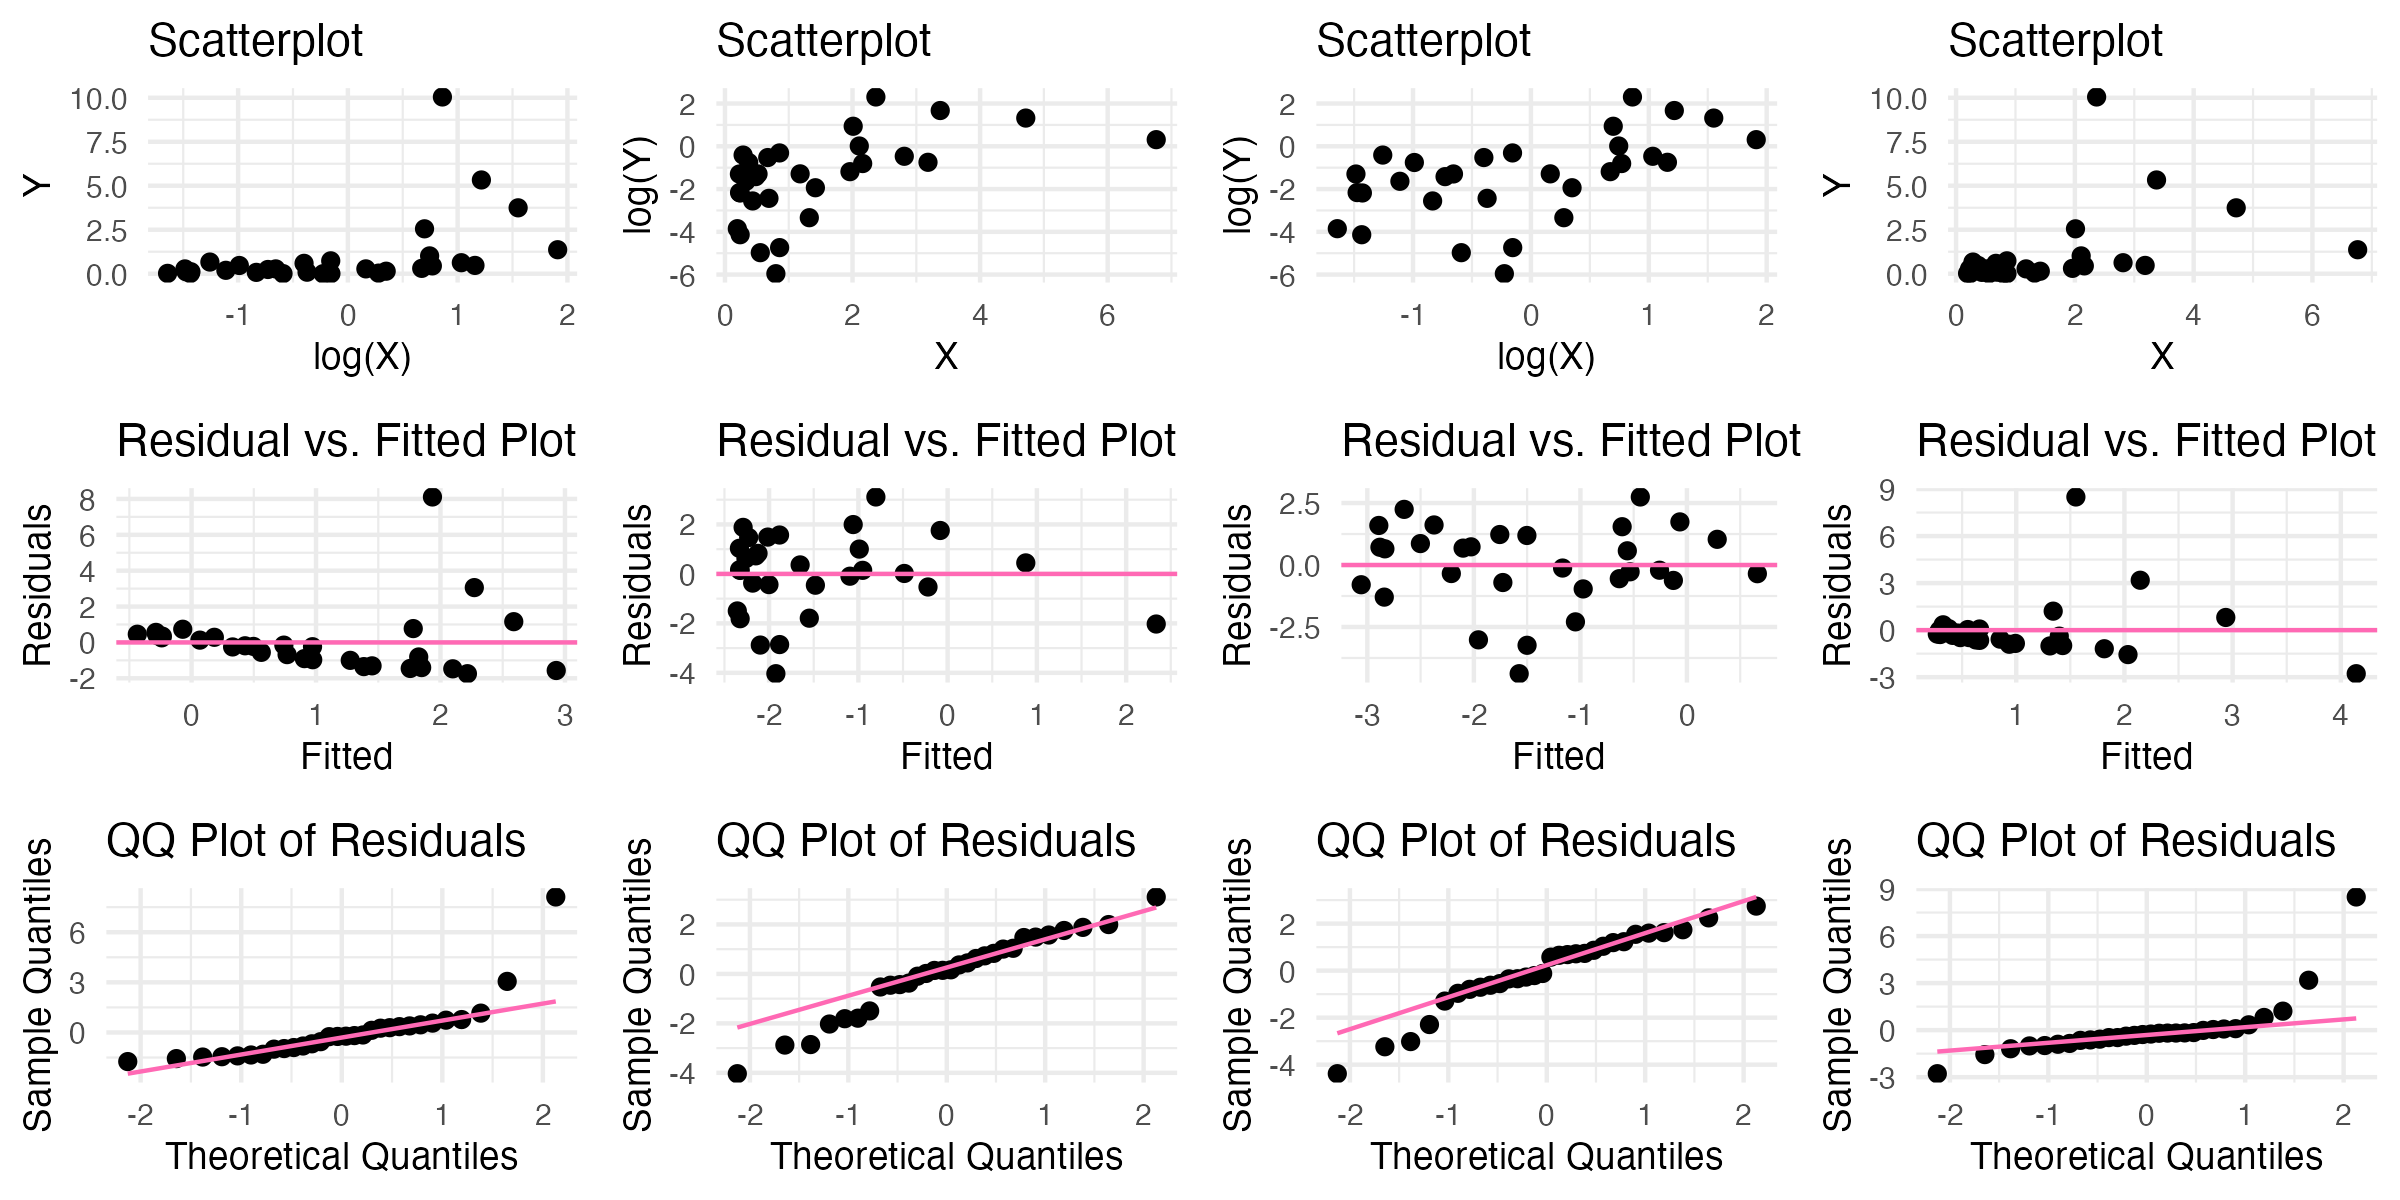 Scatterplot
10.0
7.5
5.0
2.5
0.0
Y
-1 0 1 2
log(X)
Scatterplot
2
0
-2
-4
-6
log(Y)
0 2 4 6
X
Scatterplot
2
0
-2
-4
-6
log(Y)
-1 0 1 2
log(X)
Scatterplot
10.0
7.5
5.0
2.5
0.0
Y
0 2 4 6
X
Residual vs. Fitted Plot
8
6
4
2
0
-2
Residuals
0 1 2 3
Fitted
Residual vs. Fitted Plot
2
0
-2
-4
Residuals
-2 -1 0 1 2
Fitted
Residual vs. Fitted Plot
2.5
0.0
-2.5
Residuals
-3 -2 -1 0
Fitted
Residual vs. Fitted Plot
9
6
3
0
-3
Residuals
1 2 3 4
Fitted
QQ Plot of Residuals
6
3
0
Sample Quantiles
-2 -1 0 1 2
Theoretical Quantiles
QQ Plot of Residuals
2
0
-2
-4
Sample Quantiles
-2 -1 0 1 2
Theoretical Quantiles
QQ Plot of Residuals
2
0
-2
-4
Sample Quantiles
-2 -1 0 1 2
Theoretical Quantiles
QQ Plot of Residuals
9
6
3
0
-3
Sample Quantiles
-2 -1 0 1 2
Theoretical Quantiles